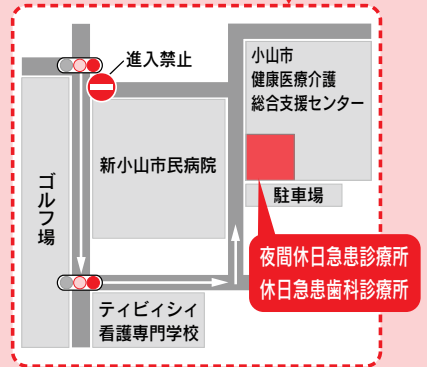 進入禁止
小山市
健康医療介護
総合支援センター
新小山市民病院
ゴルフ場
駐車場
夜間休日急患診療所
休日急患歯科診療所
ティビィシィ
看護専門学校